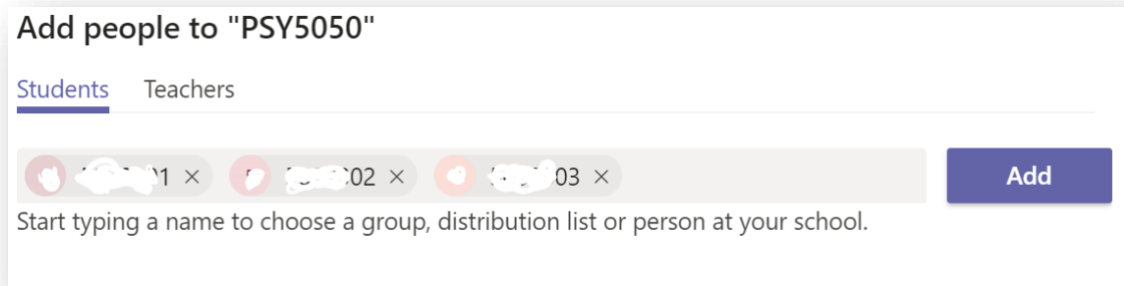 Add people to "PSY5050"
Students Teachers
Add
Start typing a name to choose a group, distribution list or person at your school.